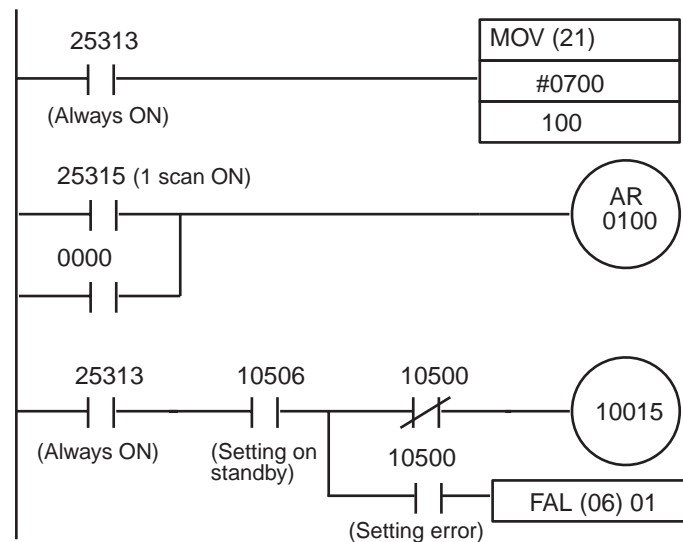 25313
(Always ON)
MOV (21)
#0700
100
25315 (1 scan ON)
0000
AR
0100
25313
(Always ON)
10506
(Setting on
standby)
10500
10015
10500
(Setting error)
FAL (06) 01